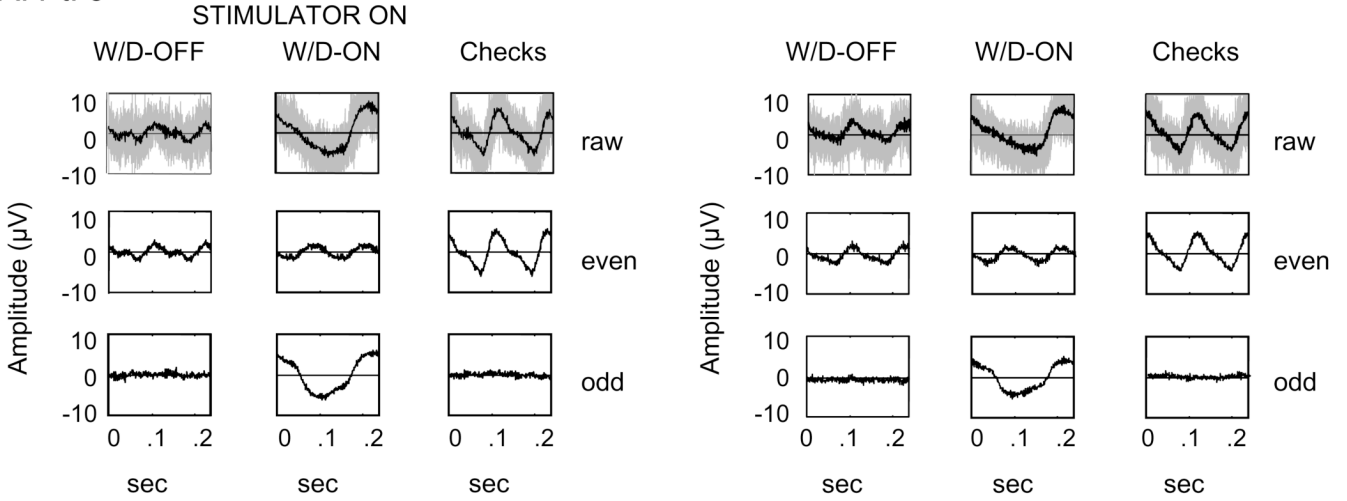 STIMULATOR ON
W/D-OFF W/D-ON Checks W/D-OFF W/D-ON Checks
10
0
-10
raw
10
0
-10
raw
Amplitude (µV)
10
0
-10
even
Amplitude (µV)
10
0
-10
even
10
0
-10
odd
10
0
-10
odd
0 .1 .2 0 .1 .2 0 .1 .2 0 .1 .2 0 .1 .2 0 .1 .2
sec sec sec sec sec sec